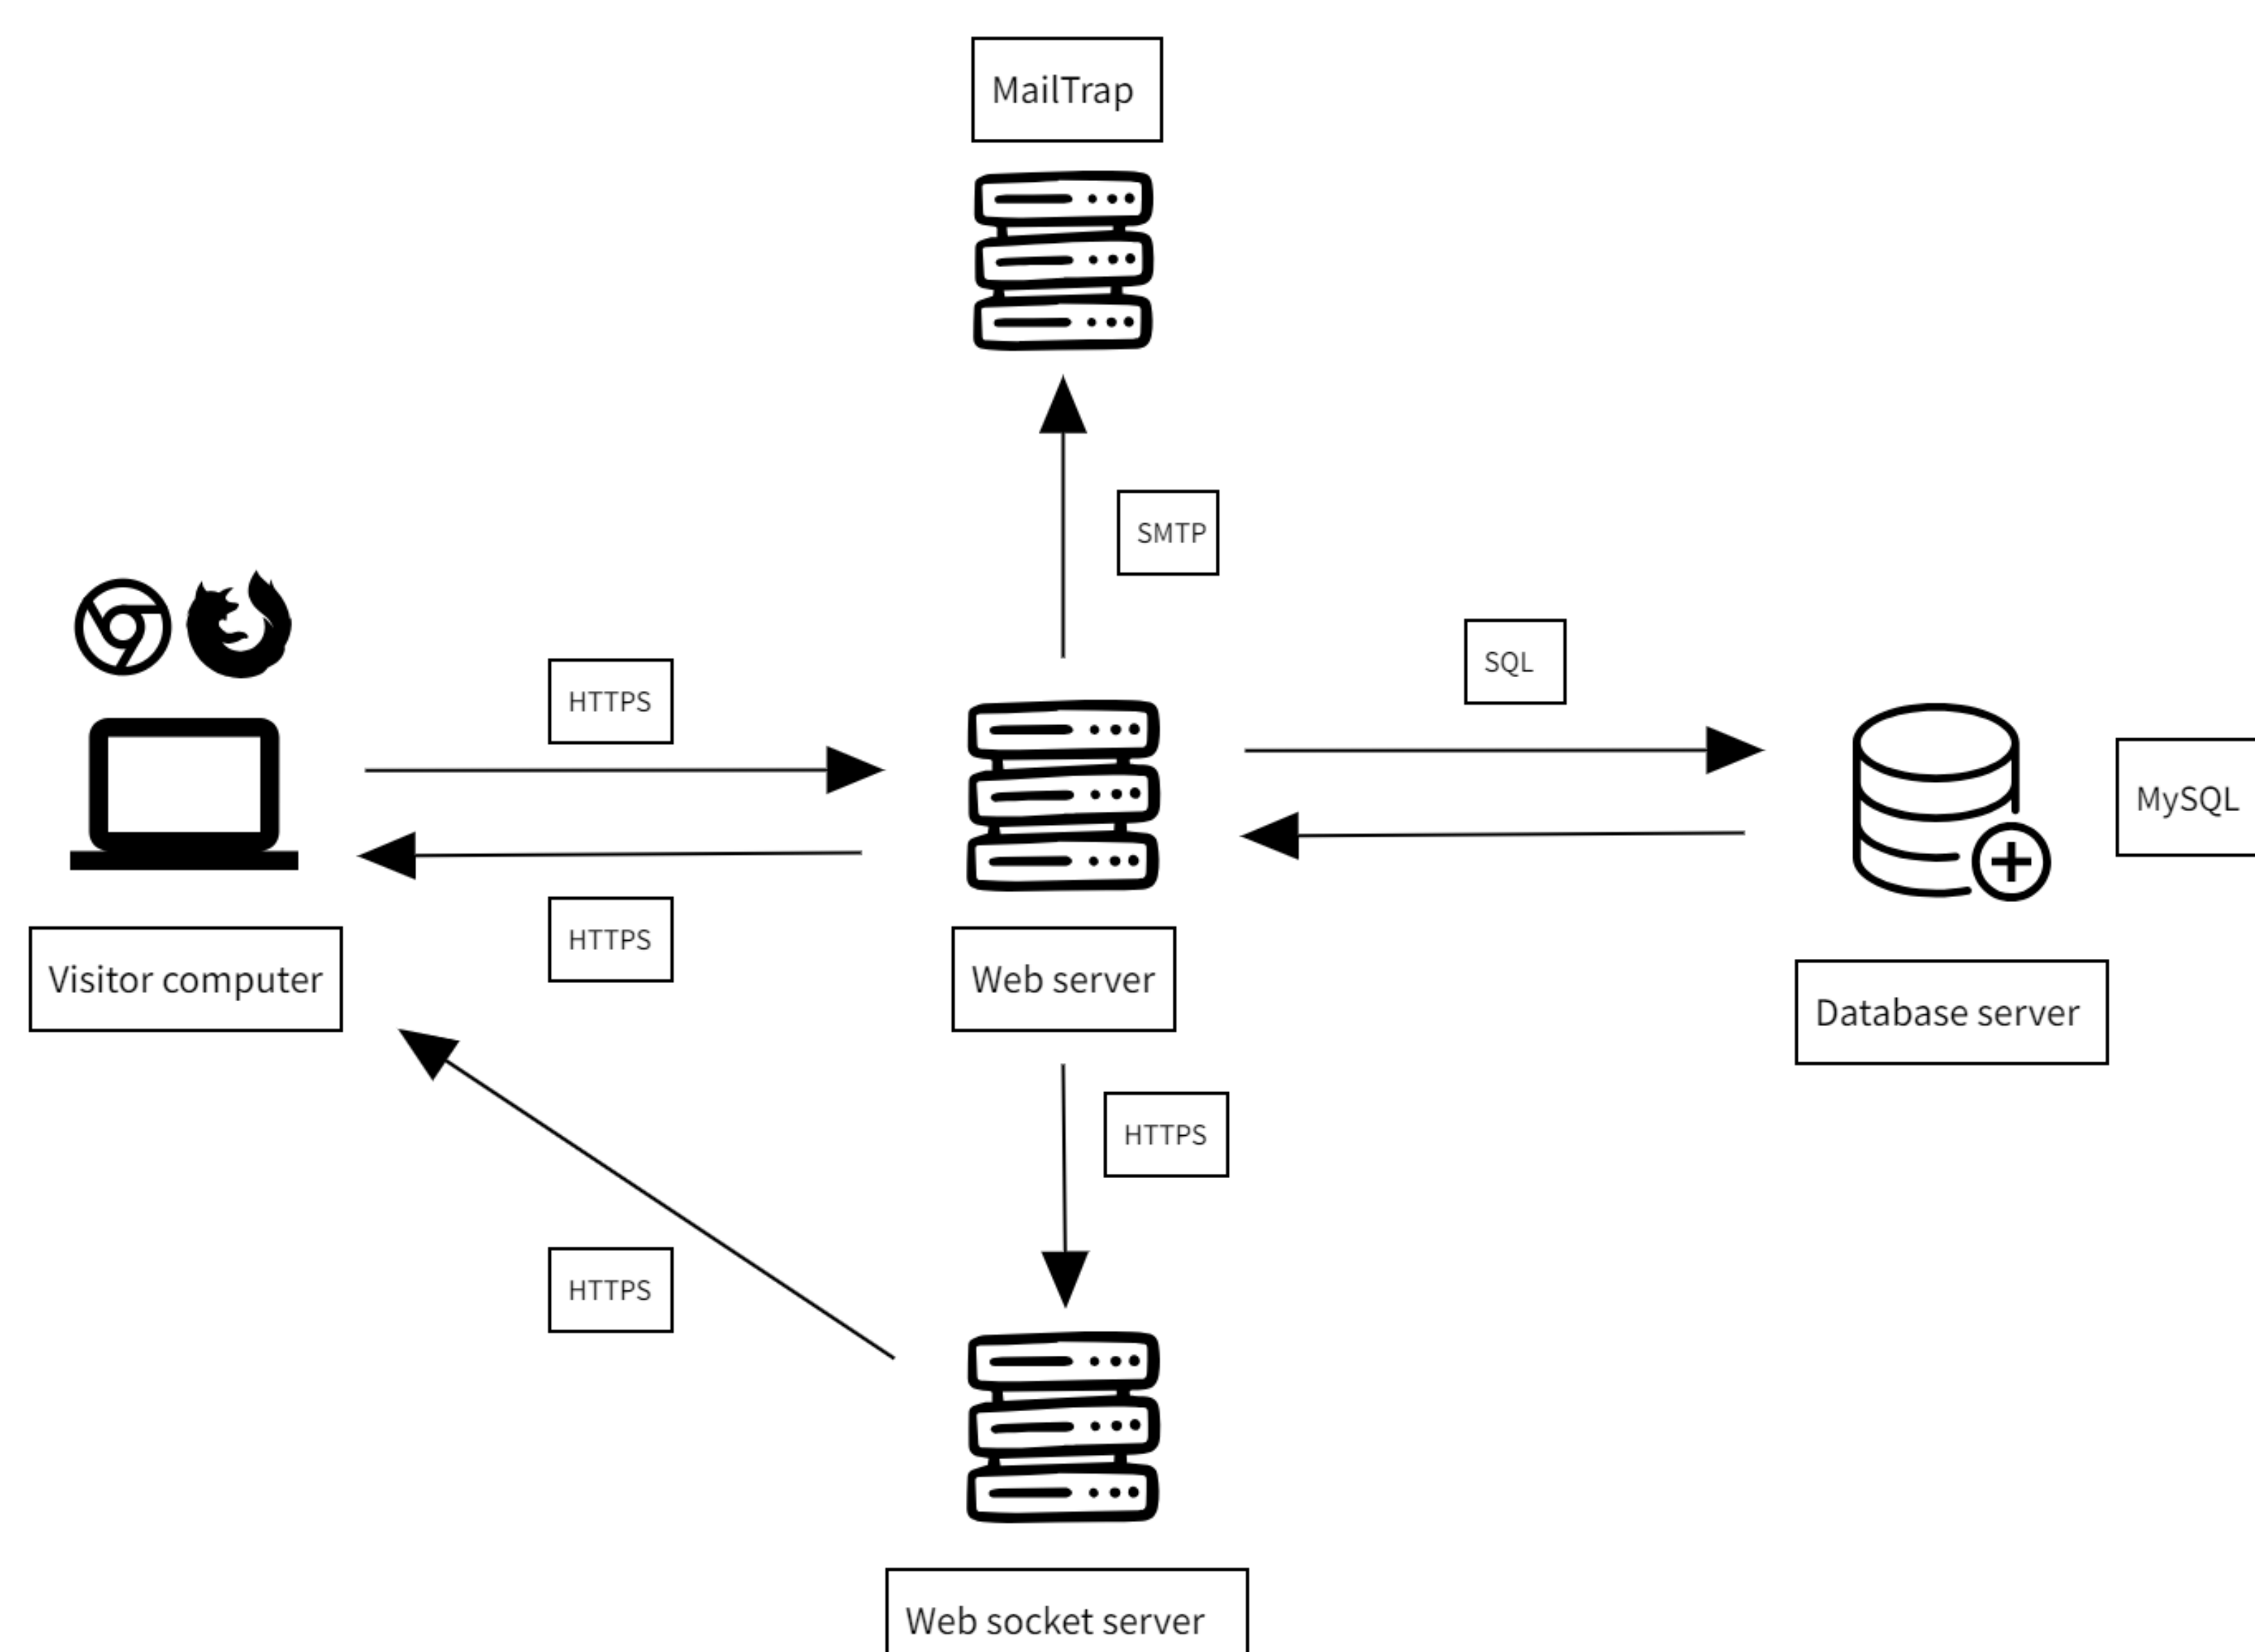 MailTrap
SMTP
SQL
HTTPS
MySQL
HTTPS
Visitor computer
Web server
Database server
HTTPS
HTTPS
Web socket server